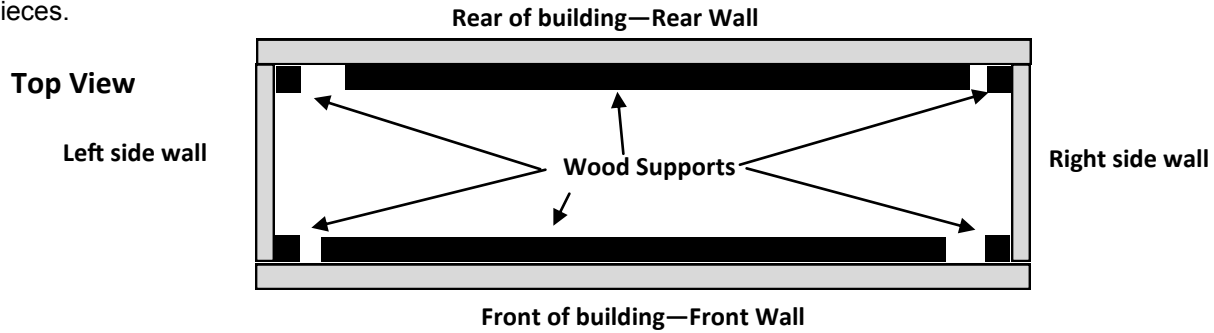 ieces.
Rear of building—Rear Wall
Top View
Left side wall
Wood Supports
Right side wall
Front of building—Front Wall